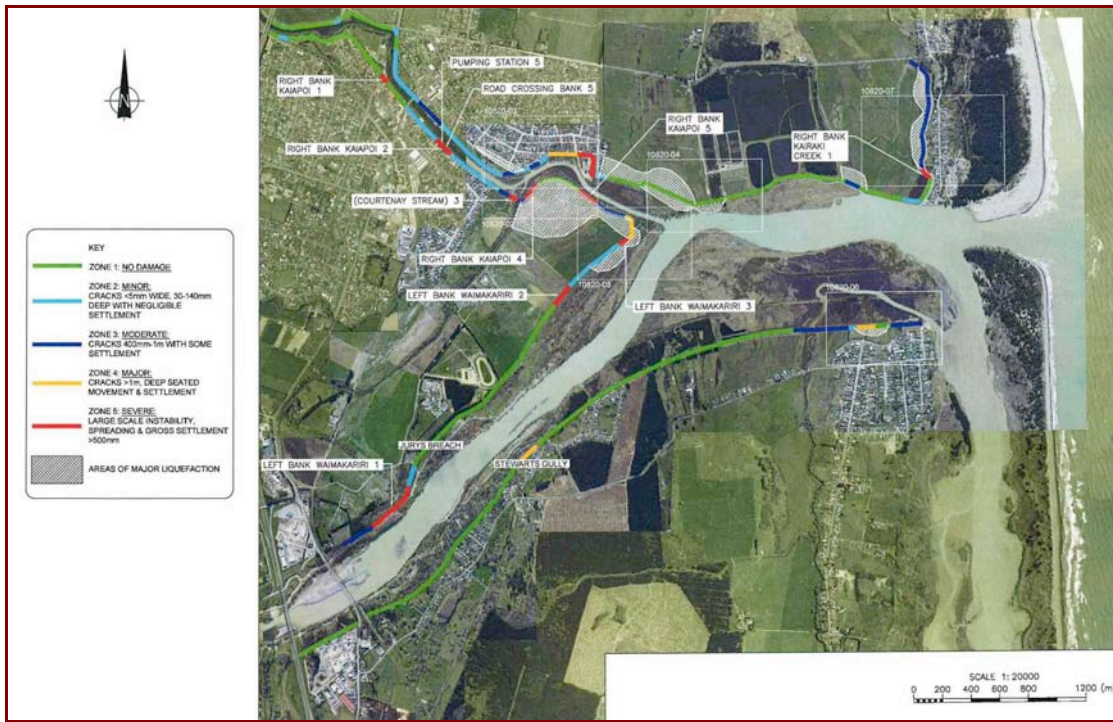 N
KEY
ZONE 1: NO DAMAGE
ZONE 2: MINOR:
CRACKS <5mm WIDE, 30-140mm
DEEP WITH NEGLIGIBLE
SETTLEMENT
ZONE 3: MODERATE:
CRACKS 400mm-1m WITH SOME
SETTLEMENT
ZONE 4: MAJOR:
CRACKS >1m, DEEP SEATED
MOVEMENT & SETTLEMENT
ZONE 5: SEVERE:
LARGE SCALE INSTABILITY,
SPREADING & GROSS SETTLEMENT
>500mm
AREAS OF MAJOR LIQUEFACTION
PUMPING STATION 5
RIGHT BANK
KAIAPOI 1
ROAD CROSSING BANK 5
RIGHT BANK KAIAPOI 2
RIGHT BANK
KAIAPOI 5
10820-04
10820-07
RIGHT BANK
KAIRAKI
CREEK 1
(COURTENAY STREAM) 3
RIGHT BANK KAIAPOI 4
LEFT BANK WAIMAKARIRI 2
10820-05
LEFT BANK WAIMAKARIRI 3
10820-06
JURYS BREACH
STEWARTS GULLY
LEFT BANK WAIMAKARIRI 1
SCALE 1: 20000
0 200 400 600 800 1200 (m)